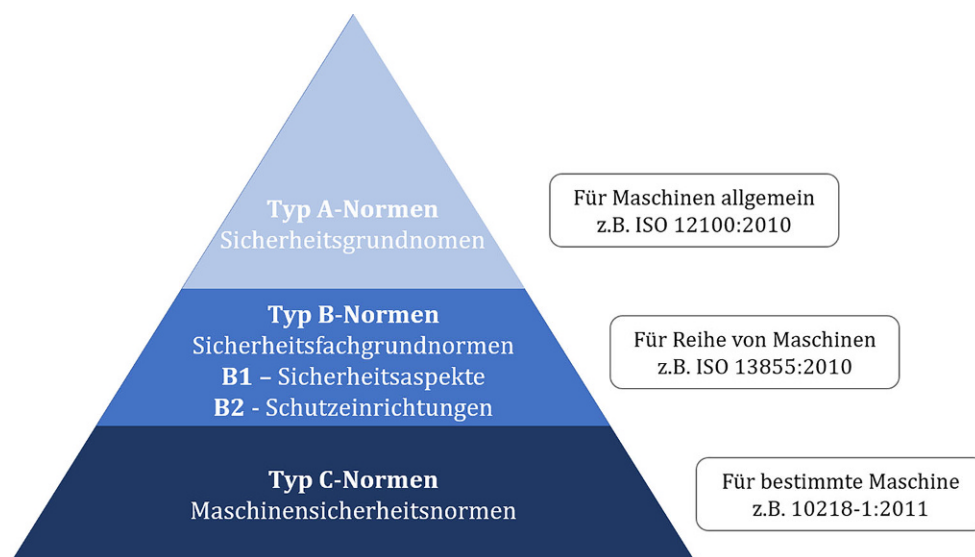 Typ A-Normen
Sicherheitsgrundnomen
Für Maschinen allgemein
z.B. ISO 12100:2010
Typ B-Normen
Sicherheitsfachgrundnormen
B1 – Sicherheitsaspekte
B2 - Schutzeinrichtungen
Für Reihe von Maschinen
z.B. ISO 13855:2010
Typ C-Normen
Maschinensicherheitsnormen
Für bestimmte Maschine
z.B. 10218-1:2011